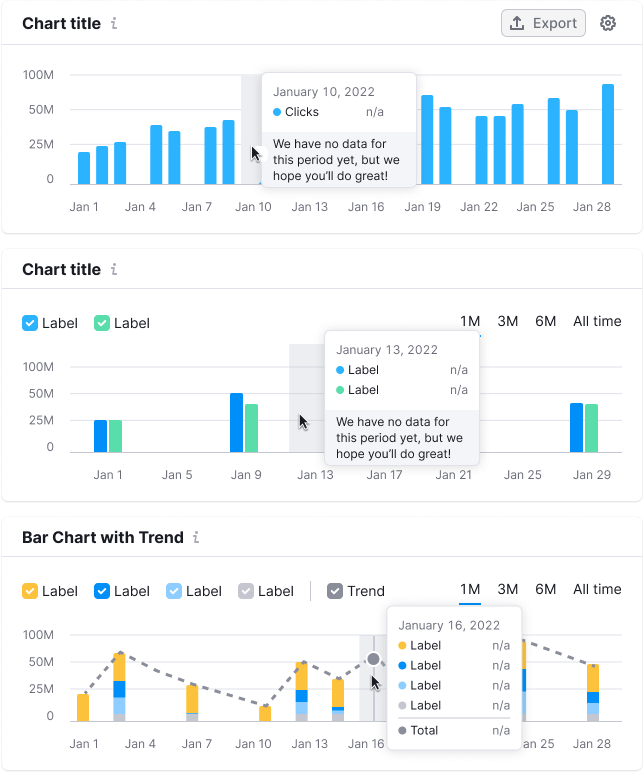 Chart title
Export
100M
50M
25M
0
January 10, 2022
Clicks n/a
We have no data for
this period yet, but we
hope you'll do great!
Jan 1 Jan 4 Jan 7 Jan 10 Jan 13 Jan 16 Jan 19 Jan 22 Jan 25 Jan 28
Chart title
Label Label 1M 3M 6M All time
100M
50M
25M
0
January 13, 2022
Label n/a
Label n/a
We have no data for
this period yet, but we
hope you'll do great!
Jan 1 Jan 5 Jan 9 Jan 13 Jan 17 Jan 21 Jan 25 Jan 29
Bar Chart with Trend
Label Label Label Label Trend 1M 3M 6M All time
100M
50M
25M
0
January 16, 2022
Label n/a
Label n/a
Label n/a
Label n/a
Total n/a
Jan 1 Jan 4 Jan 7 Jan 10 Jan 13 Jan 16 an 25 Jan 28